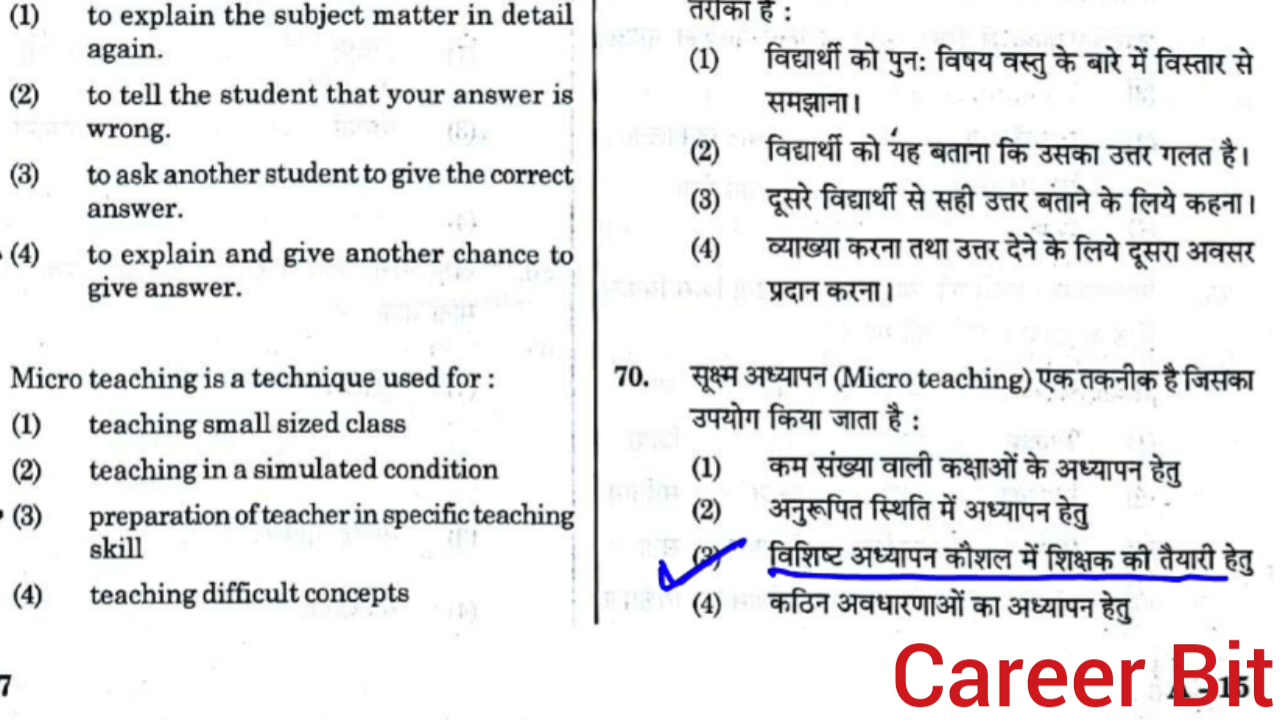 (1) to explain the subject matter in detail
again.
(2) to tell the student that your answer is
wrong.
(3) to ask another student to give the correct
answer.
(4) to explain and give another chance to
give answer.
Micro teaching is a technique used for :
(1) teaching small sized class
(2) teaching in a simulated condition
(3) preparation of teacher in specific teaching
skill
(4) teaching difficult concepts
7
तरीका है :
(1) विद्यार्थी को पुन: विषय वस्तु के बारे में विस्तार से
समझाना।
(2) विद्यार्थी को यह बताना कि उसका उत्तर गलत है।
(3) दूसरे विद्यार्थी से सही उत्तर बताने के लिये कहना।
(4) व्याख्या करना तथा उत्तर देने के लिये दूसरा अवसर
प्रदान करना।
70. सूक्ष्म अध्यापन (Micro teaching) एक तकनीक है जिसका
उपयोग किया जाता है :
(1) कम संख्या वाली कक्षाओं के अध्यापन हेतु
(2) अनुरूपित स्थिति में अध्यापन हेतु
(3) विशिष्ट अध्यापन कौशल में शिक्षक की तैयारी हेतु
(4) कठिन अवधारणाओं का अध्यापन हेतु
Career Bit